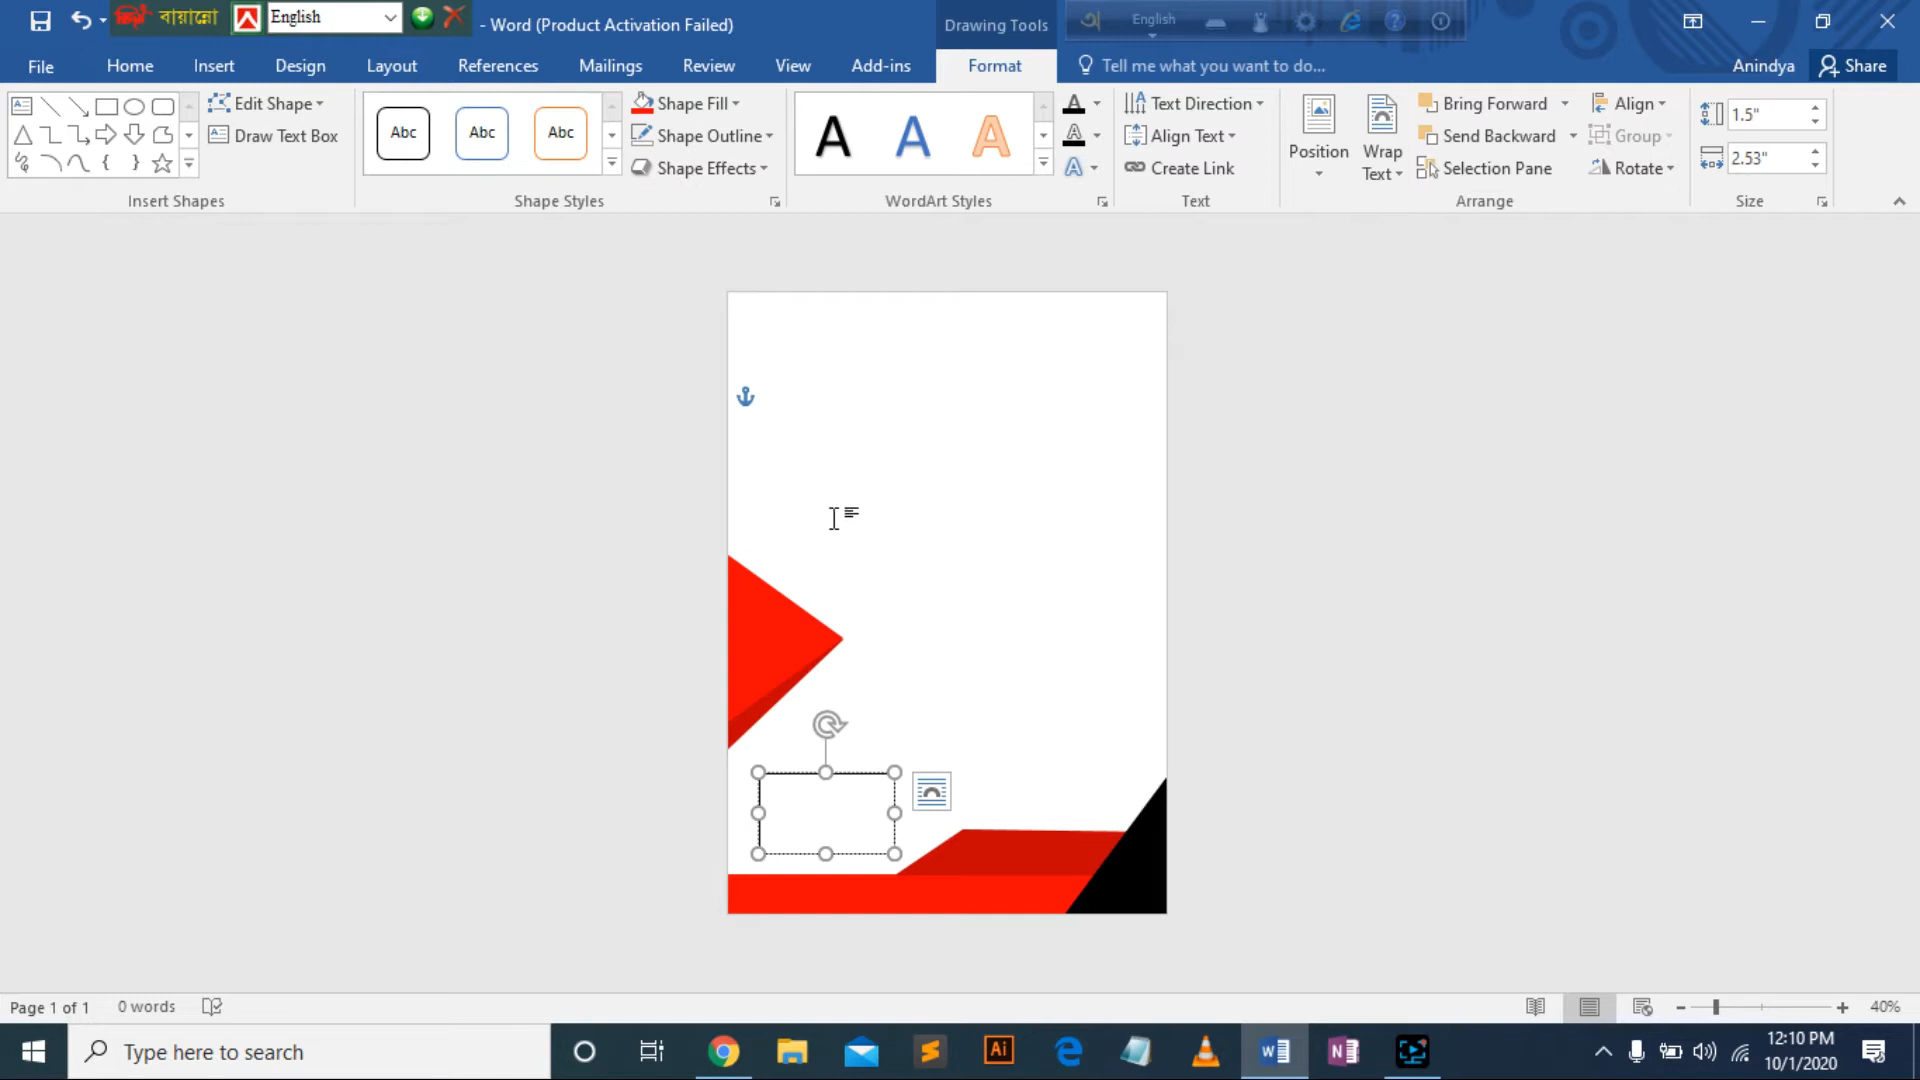 বায়ান্নো English - Word (Product Activation Failed) Drawing Tools English
File Home Insert Design Layout References Mailings Review View Add-ins Format Tell me what you want to do... Anindya Share
Edit Shape
Draw Text Box
Insert Shapes
Abc Abc Abc
Shape Fill
Shape Outline
Shape Effects
Shape Styles
A A A
A
A
A
WordArt Styles
Text Direction
Align Text
Create Link
Text
Position
Wrap Text
Bring Forward
Send Backward
Selection Pane
Align
Group
Rotate
Arrange
1.5"
2.53"
Size
Page 1 of 1 0 words 40%
Type here to search
Ai
12:10 PM
10/1/2020